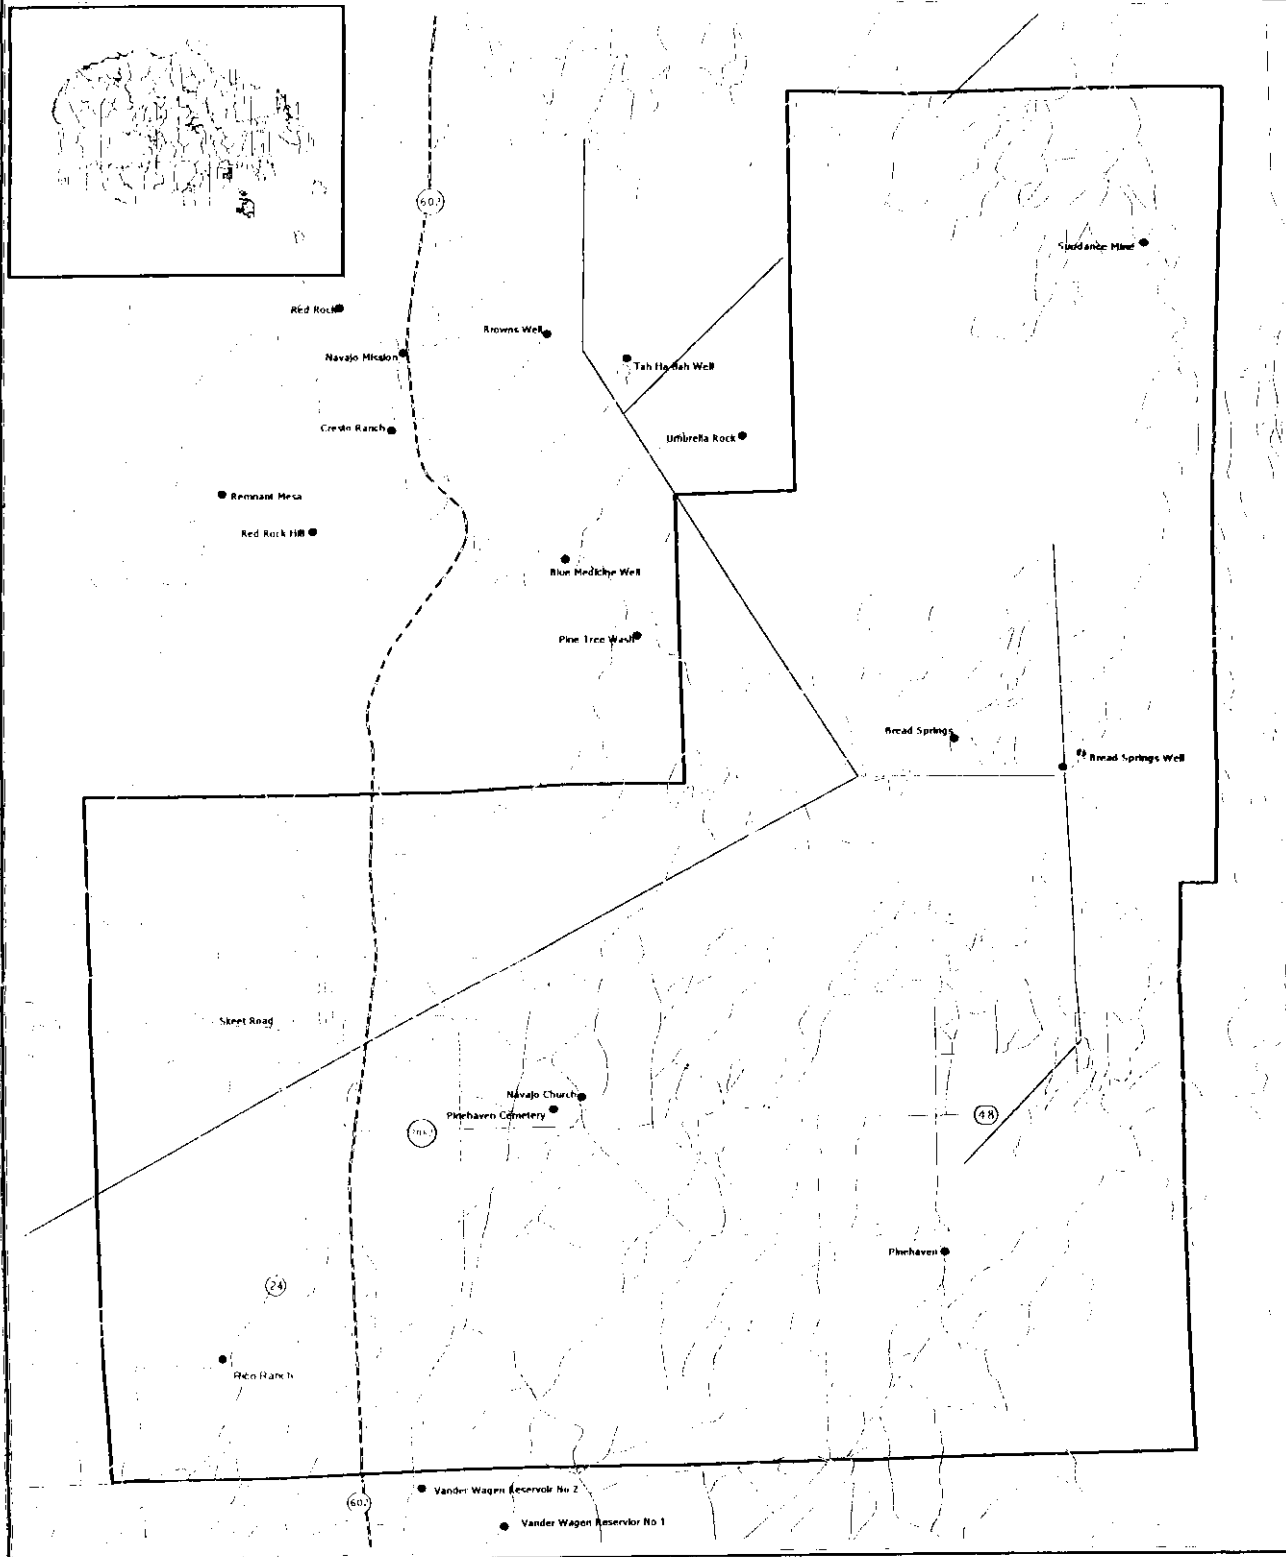 602
Sundance Mine
Red Rock
Browns Well
Navajo Mission
Tah Ha Bah Well
Cresto Ranch
Umbrella Rock
Remnant Mesa
Red Rock Hill
Blue Medicine Well
Pine Tree Wash
Bread Springs
Bread Springs Well
Skeet Road
Navajo Church
Pinehaven Cemetery
48
Pinehaven
24
Rico Ranch
Vander Wagen Reservoir No 2
602
Vander Wagen Reservior No 1